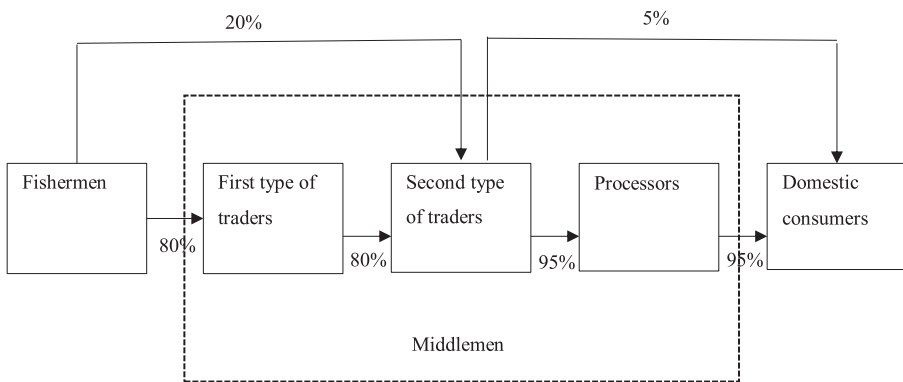 20%
5%
Fishermen
First type of
traders
Second type
of traders
Processors
Domestic
consumers
80%
80%
95%
95%
Middlemen